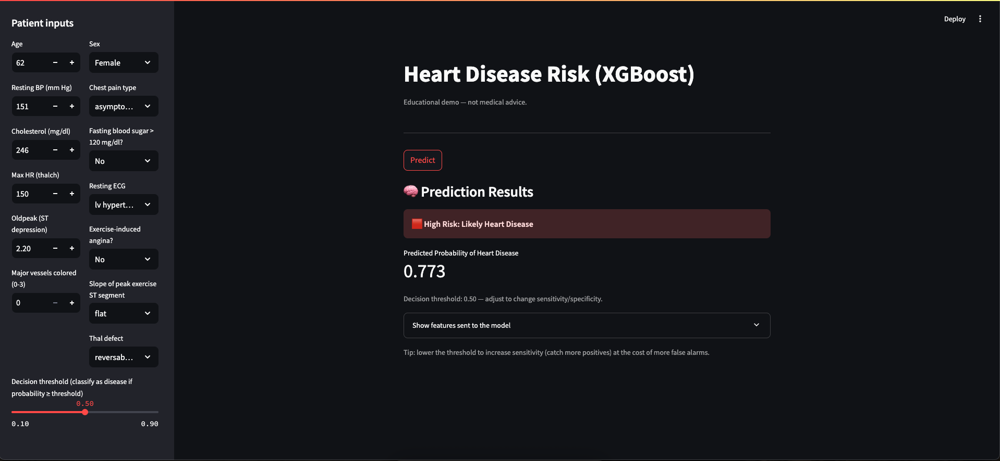 Patient inputs
Age
62
Sex
Female
Resting BP (mm Hg)
151
Chest pain type
asympto...
Cholesterol (mg/dl)
246
Fasting blood sugar >
120 mg/dl?
No
Max HR (thalch)
150
Resting ECG
lv hypert...
Oldpeak (ST
depression)
2.20
Exercise-induced
angina?
No
Major vessels colored
(0-3)
0
Slope of peak exercise
ST segment
flat
Thal defect
reversab...
Decision threshold (classify as disease if
probability ≥ threshold)
0.50
0.10
0.90
Deploy
Heart Disease Risk (XGBoost)
Educational demo — not medical advice.
Predict
Prediction Results
High Risk: Likely Heart Disease
Predicted Probability of Heart Disease
0.773
Decision threshold: 0.50 — adjust to change sensitivity/specificity.
Show features sent to the model
Tip: lower the threshold to increase sensitivity (catch more positives) at the cost of more false alarms.